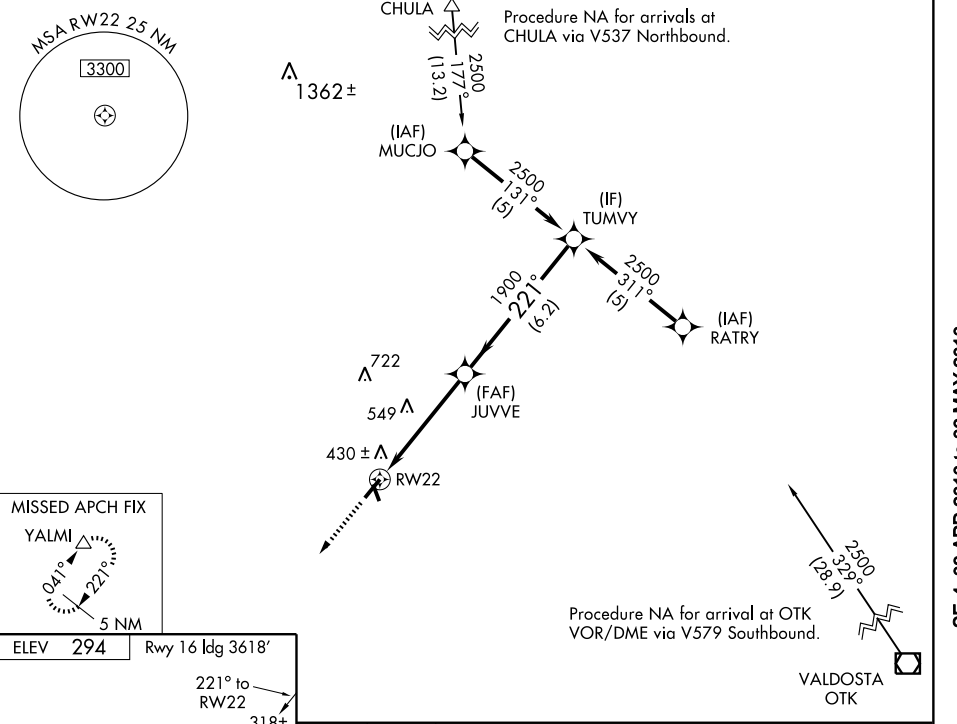 MSA RW22 25 NM
3300
1362±
CHULA
Procedure NA for arrivals at
CHULA via V537 Northbound.
2500
177°
(13.2)
(IAF)
MUCJO
2500
131°
(5)
(IF)
TUMVY
2500
311°
(5)
(IAF)
RATRY
1900
221°
(6.2)
722
(FAF)
JUVVE
549
430 ±
RW22
MISSED APCH FIX
YALMI
041°
221°
5 NM
2500
329°
(28.9)
Procedure NA for arrival at OTK
VOR/DME via V579 Southbound.
VALDOSTA
OTK
ELEV 294
Rwy 16 ldg 3618'
221° to
RW22
318±